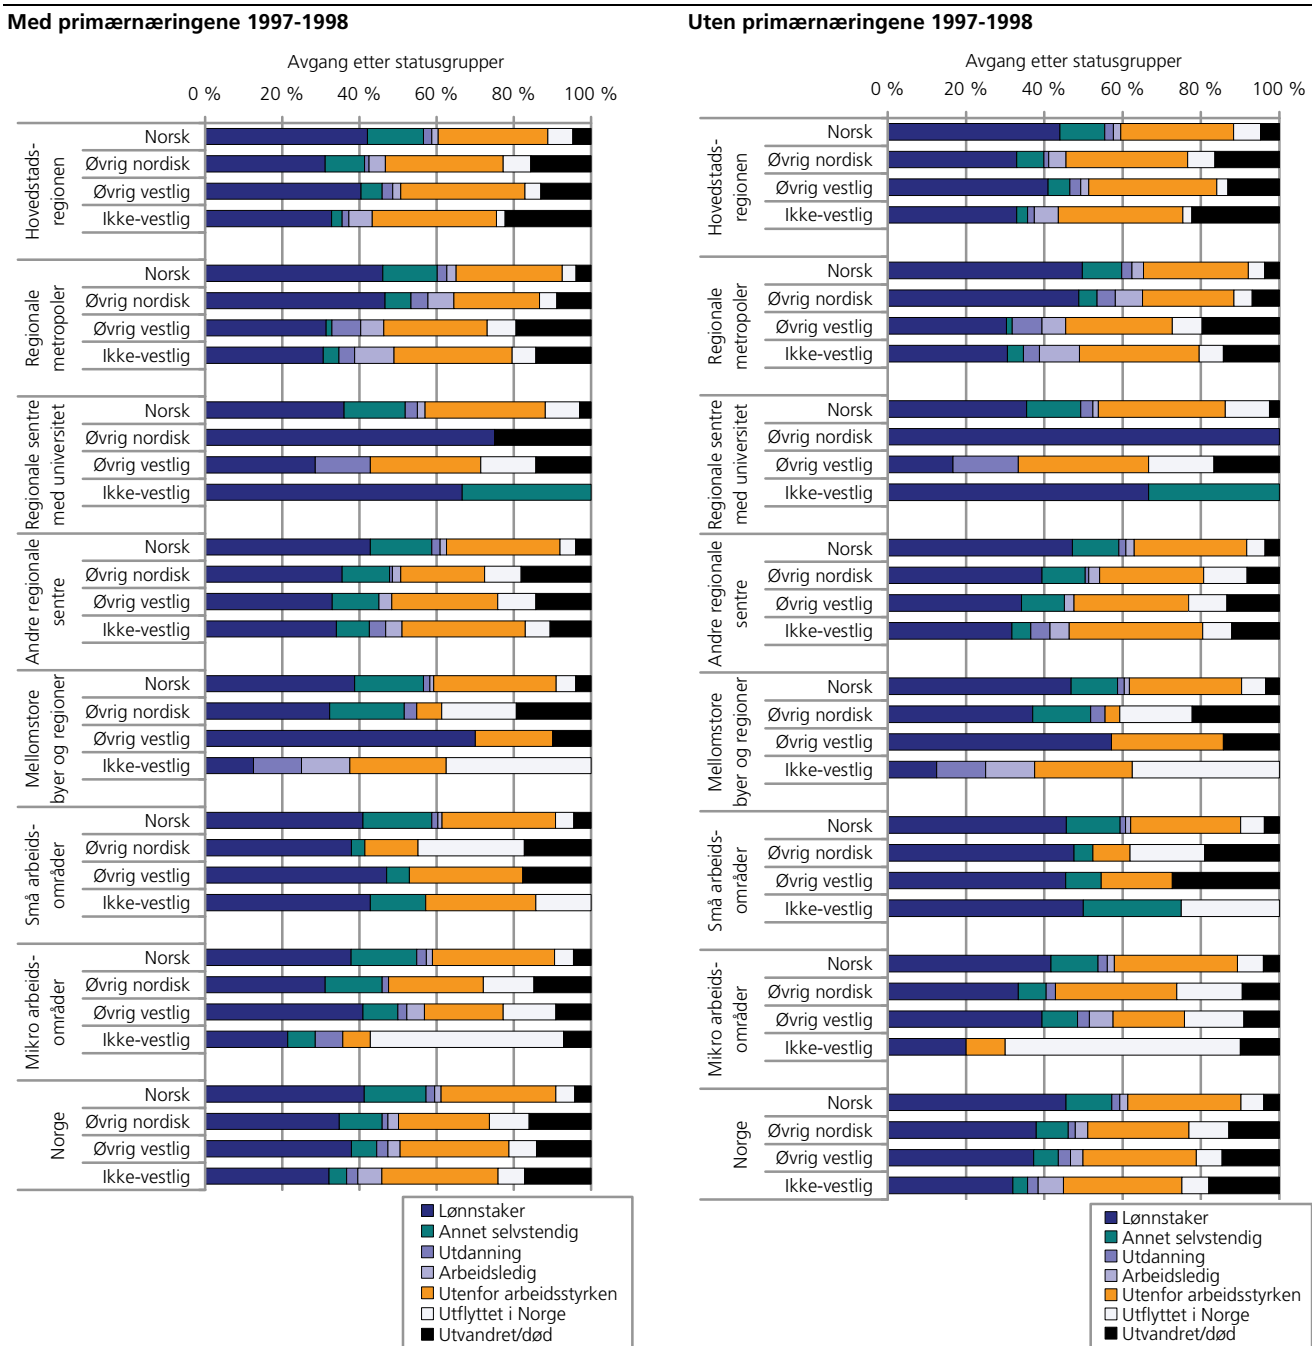 Med primærnæringene 1997-1998
Avgang etter statusgrupper
0 % 20 % 40 % 60 % 80 % 100 %
Hovedstads-
regionen
Norsk
Øvrig nordisk
Øvrig vestlig
Ikke-vestlig
Regionale
metropoler
Norsk
Øvrig nordisk
Øvrig vestlig
Ikke-vestlig
Regionale sentre
med universitet
Norsk
Øvrig nordisk
Øvrig vestlig
Ikke-vestlig
Andre regionale
sentre
Norsk
Øvrig nordisk
Øvrig vestlig
Ikke-vestlig
Mellomstore
byer og regioner
Norsk
Øvrig nordisk
Øvrig vestlig
Ikke-vestlig
Små arbeids-
områder
Norsk
Øvrig nordisk
Øvrig vestlig
Ikke-vestlig
Mikro arbeids-
områder
Norsk
Øvrig nordisk
Øvrig vestlig
Ikke-vestlig
Norge
Norsk
Øvrig nordisk
Øvrig vestlig
Ikke-vestlig
Lønnstaker
Annet selvstendig
Utdanning
Arbeidsledig
Utenfor arbeidsstyrken
Utflyttet i Norge
Utvandret/død
Uten primærnæringene 1997-1998
Avgang etter statusgrupper
0 % 20 % 40 % 60 % 80 % 100 %
Hovedstads-
regionen
Norsk
Øvrig nordisk
Øvrig vestlig
Ikke-vestlig
Regionale
metropoler
Norsk
Øvrig nordisk
Øvrig vestlig
Ikke-vestlig
Regionale sentre
med universitet
Norsk
Øvrig nordisk
Øvrig vestlig
Ikke-vestlig
Andre regionale
sentre
Norsk
Øvrig nordisk
Øvrig vestlig
Ikke-vestlig
Mellomstore
byer og regioner
Norsk
Øvrig nordisk
Øvrig vestlig
Ikke-vestlig
Små arbeids-
områder
Norsk
Øvrig nordisk
Øvrig vestlig
Ikke-vestlig
Mikro arbeids-
områder
Norsk
Øvrig nordisk
Øvrig vestlig
Ikke-vestlig
Norge
Norsk
Øvrig nordisk
Øvrig vestlig
Ikke-vestlig
Lønnstaker
Annet selvstendig
Utdanning
Arbeidsledig
Utenfor arbeidsstyrken
Utflyttet i Norge
Utvandret/død